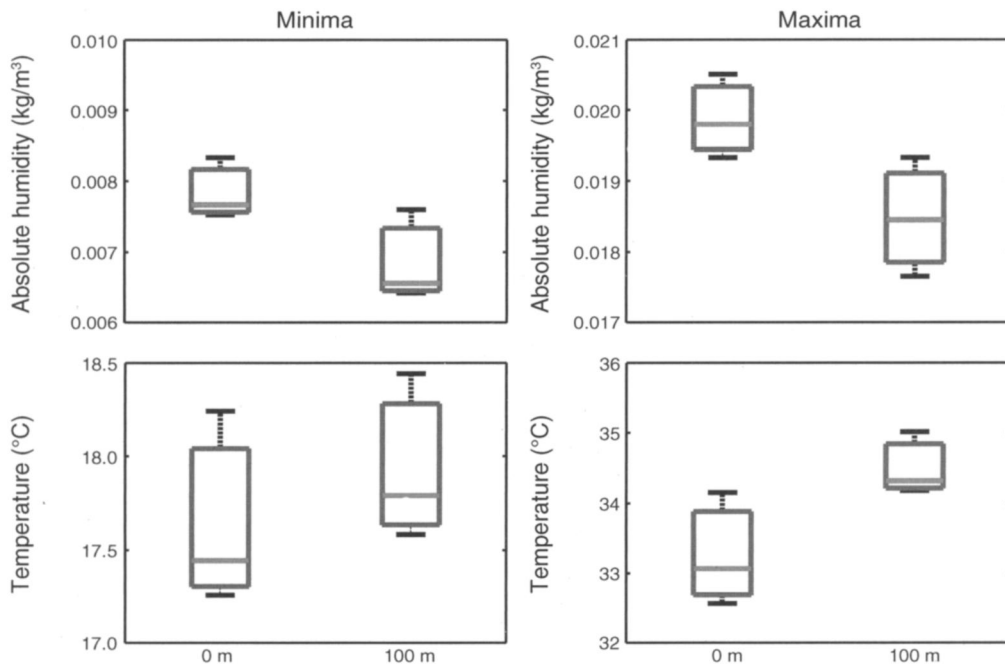 Minima
Maxima
Absolute humidity (kg/m³)
0.010
0.009
0.008
0.007
0.006
Absolute humidity (kg/m³)
0.021
0.020
0.019
0.018
0.017
Temperature (°C)
18.5
18.0
17.5
17.0
0 m
100 m
Temperature (°C)
36
35
34
33
32
0 m
100 m